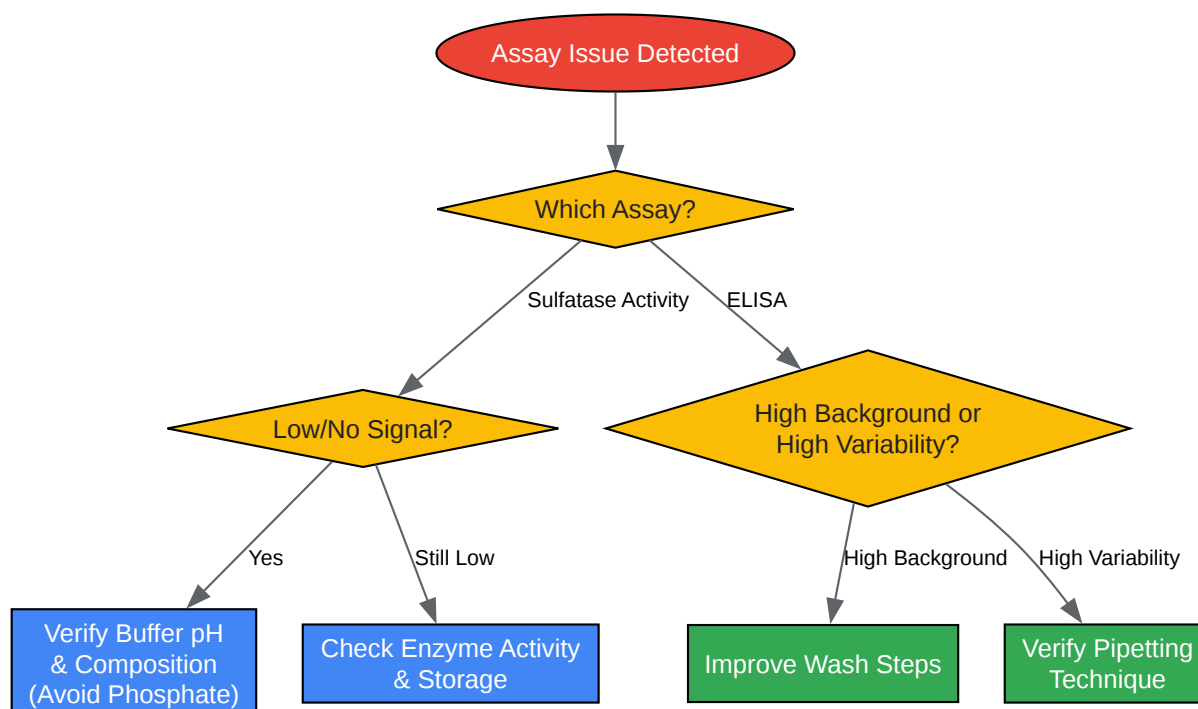 Assay Issue Detected
Which Assay?
Sulfatase Activity
ELISA
Low/No Signal?
High Background or
High Variability?
Yes
Still Low
High Background
High Variability
Verify Buffer pH
& Composition
(Avoid Phosphate)
Check Enzyme Activity
& Storage
Improve Wash Steps
Verify Pipetting
Technique